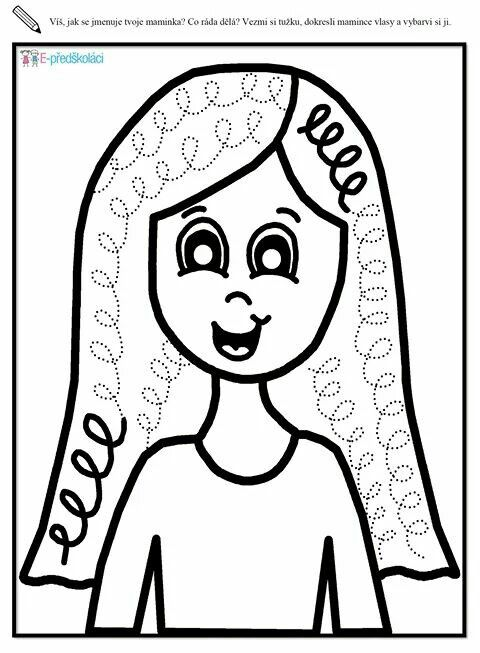 Víš, jak se jmenuje tvoje maminka? Co ráda dělá? Vezmi si tužku, dokresli mamince vlasy a vybarvi si ji.
E-předškoláci